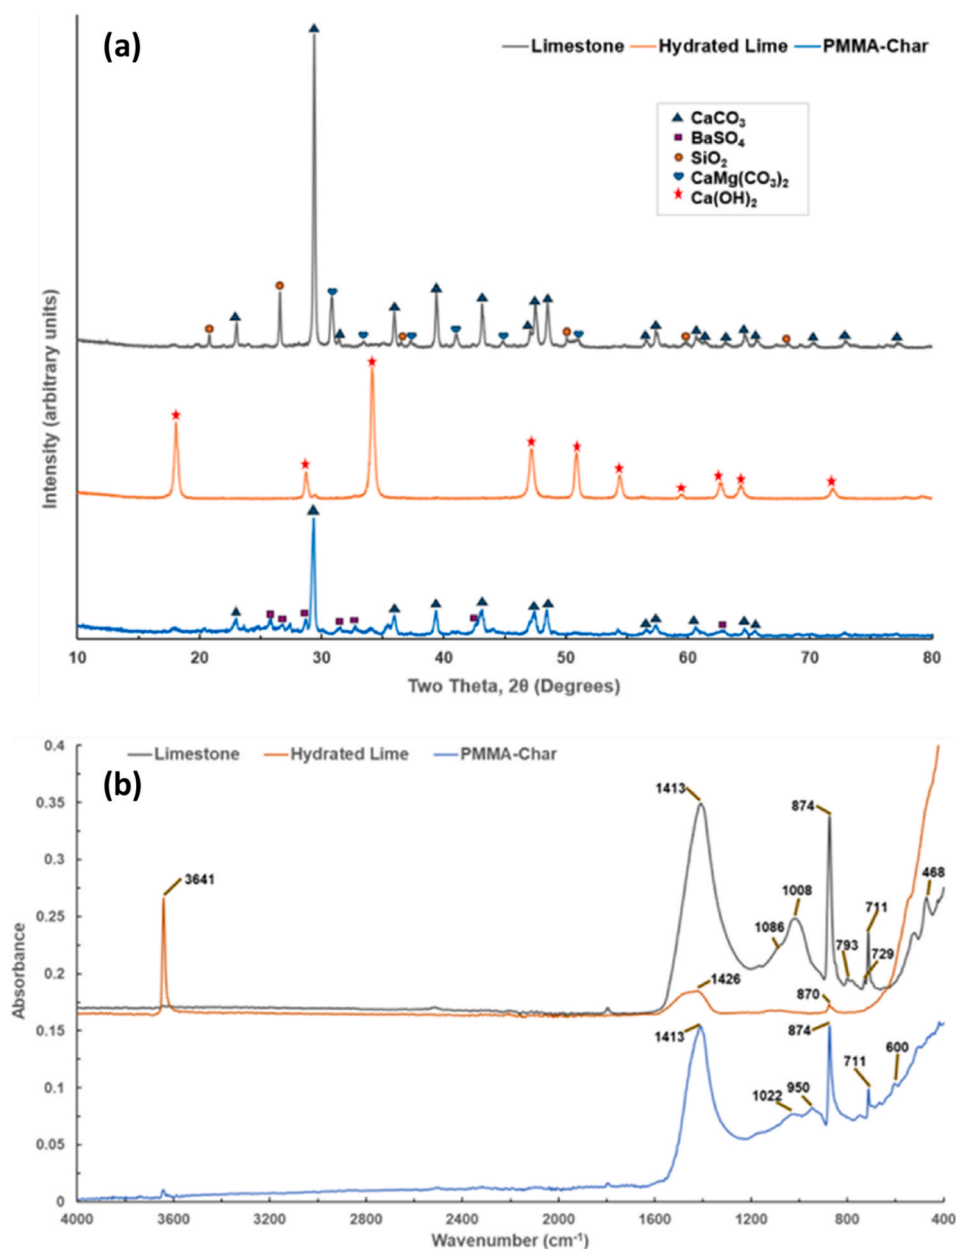 (a)
Limestone Hydrated Lime PMMA-Char
CaCO₃
BaSO₄
SiO₂
CaMg(CO₃)₂
Ca(OH)₂
Intensity (arbitrary units)
10 20 30 40 50 60 70 80
Two Theta, 2θ (Degrees)
(b)
Limestone Hydrated Lime PMMA-Char
0.4
0.35
0.3
0.25
0.2
0.15
0.1
0.05
0
Absorbance
3641
1413
874
1008
1086
468
711
793
729
1426
870
1413
874
600
711
950
1022
4000 3600 3200 2800 2400 2000 1600 1200 800 400
Wavenumber (cm⁻¹)